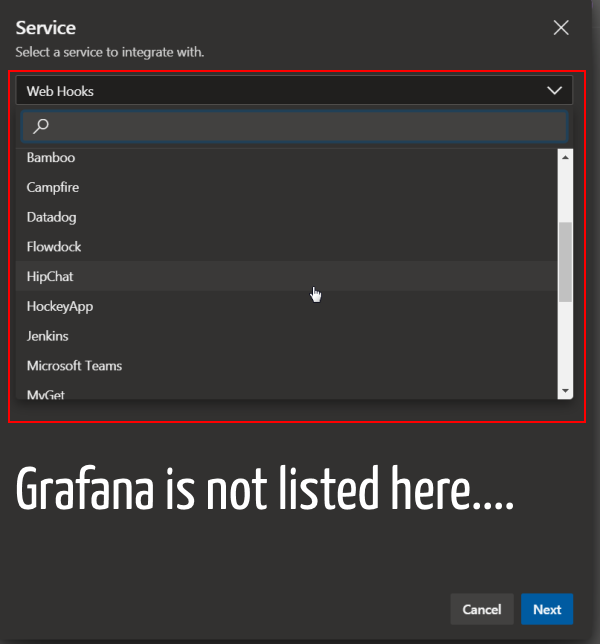 Service
Select a service to integrate with.
Web Hooks
Bamboo
Campfire
Datadog
Flowdock
HipChat
HockeyApp
Jenkins
Microsoft Teams
MyGet
Grafana is not listed here....
Cancel Next